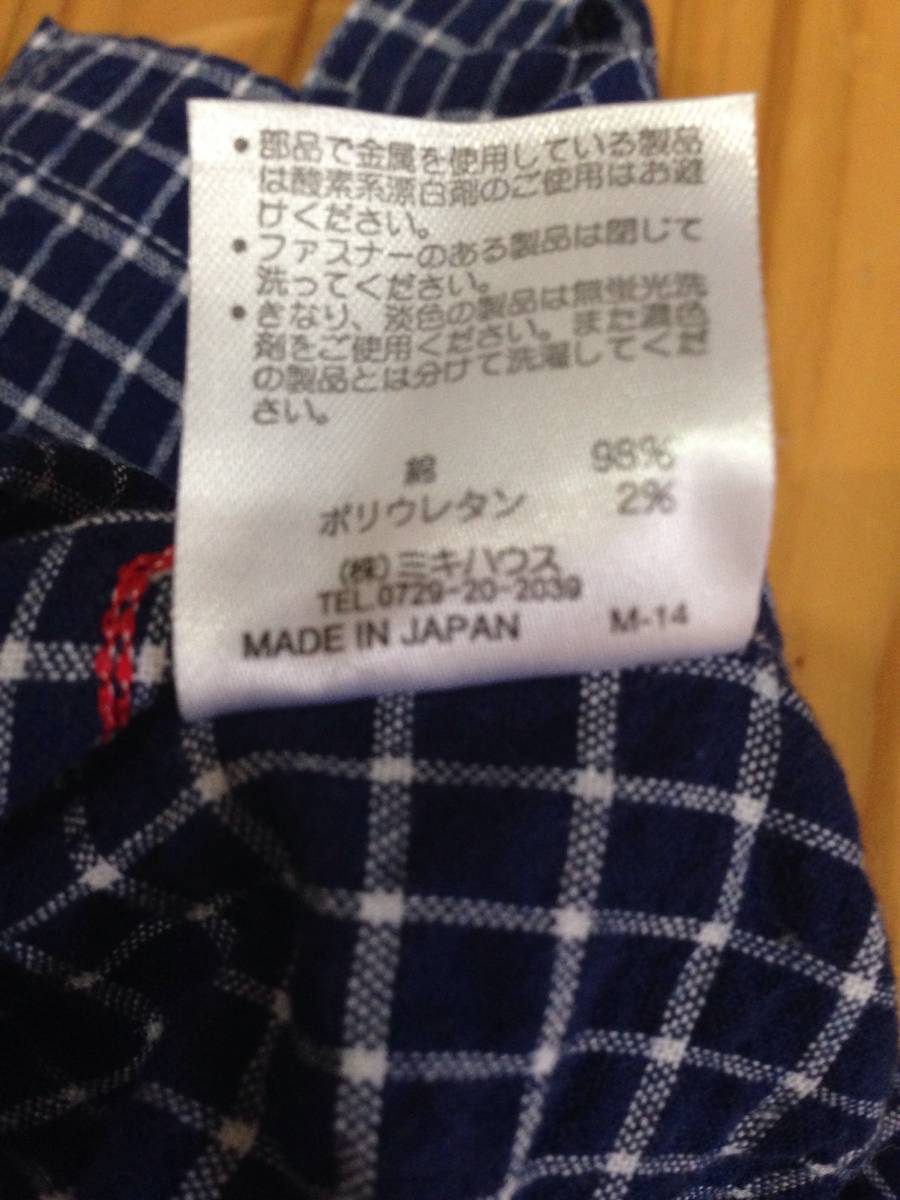 • 部品で金属を使用している製品
は酸素系漂白剤のご使用はお避
けください。
• ファスナーのある製品は閉じて
洗ってください。
• きなり、淡色の製品は無蛍光洗
剤をご使用ください。また濃色
の製品とは分けて洗濯してくだ
さい。
綿 98%
ポリウレタン 2%
(株)ミキハウス
TEL.0729-20-2039
MADE IN JAPAN M-14